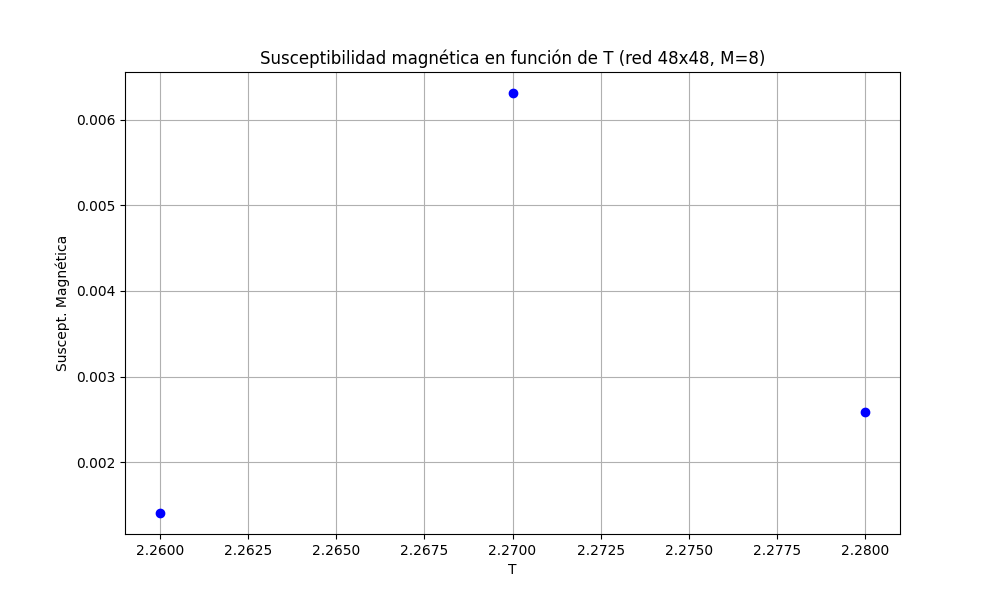 Susceptibilidad magnética en función de T (red 48x48, M=8)
Suscept. Magnética
0.006
0.005
0.004
0.003
0.002
2.2600 2.2625 2.2650 2.2675 2.2700 2.2725 2.2750 2.2775 2.2800
T